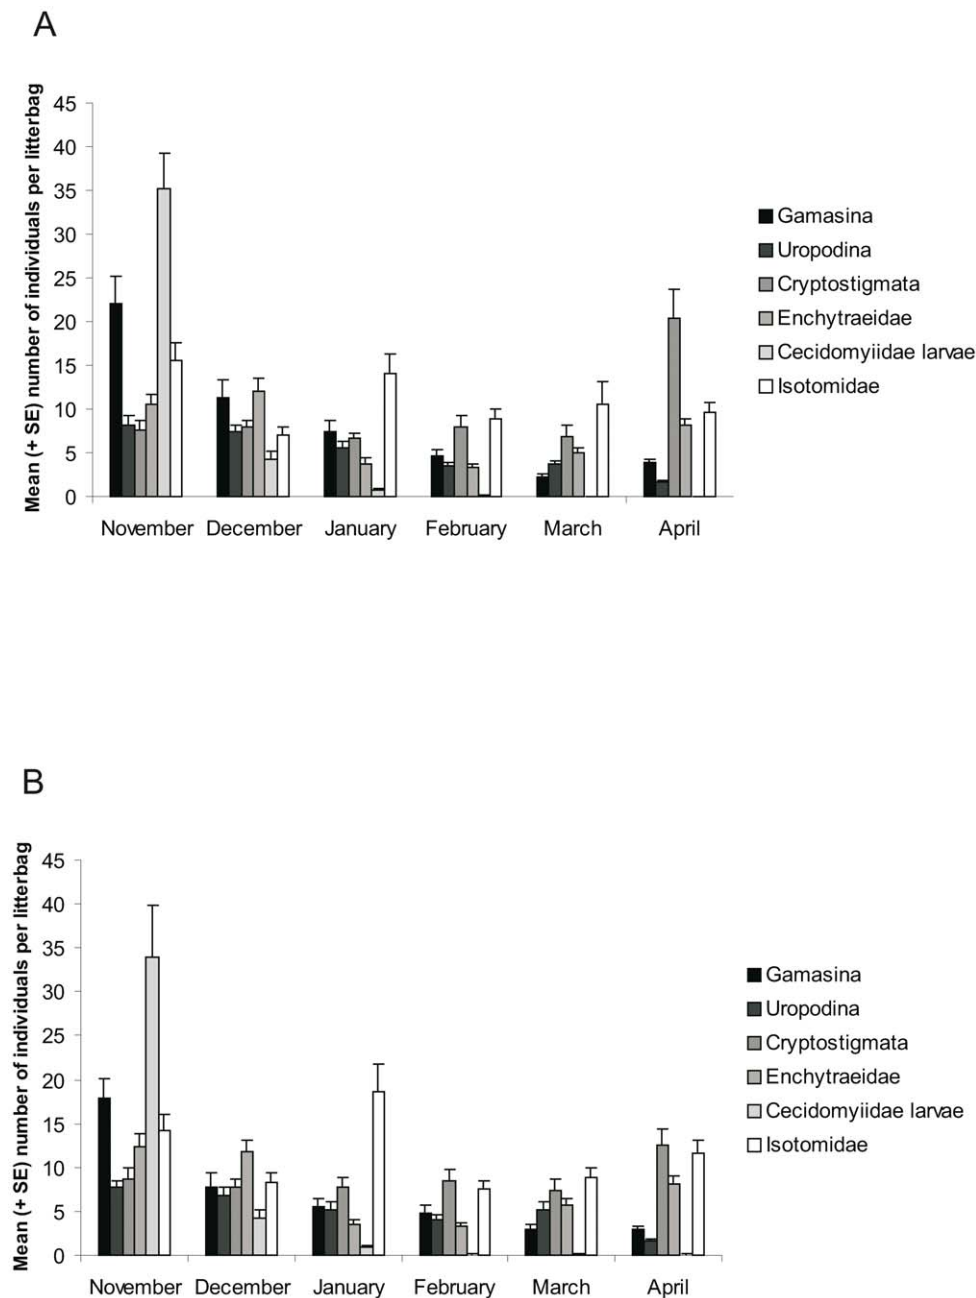 A
Mean (+ SE) number of individuals per litterbag
45
40
35
30
25
20
15
10
5
0
November December January February March April
Gamasina
Uropodina
Cryptostigmata
Enchytraeidae
Cecidomyiidae larvae
Isotomidae
B
Mean (+ SE) number of individuals per litterbag
45
40
35
30
25
20
15
10
5
0
November December January February March April
Gamasina
Uropodina
Cryptostigmata
Enchytraeidae
Cecidomyiidae larvae
Isotomidae